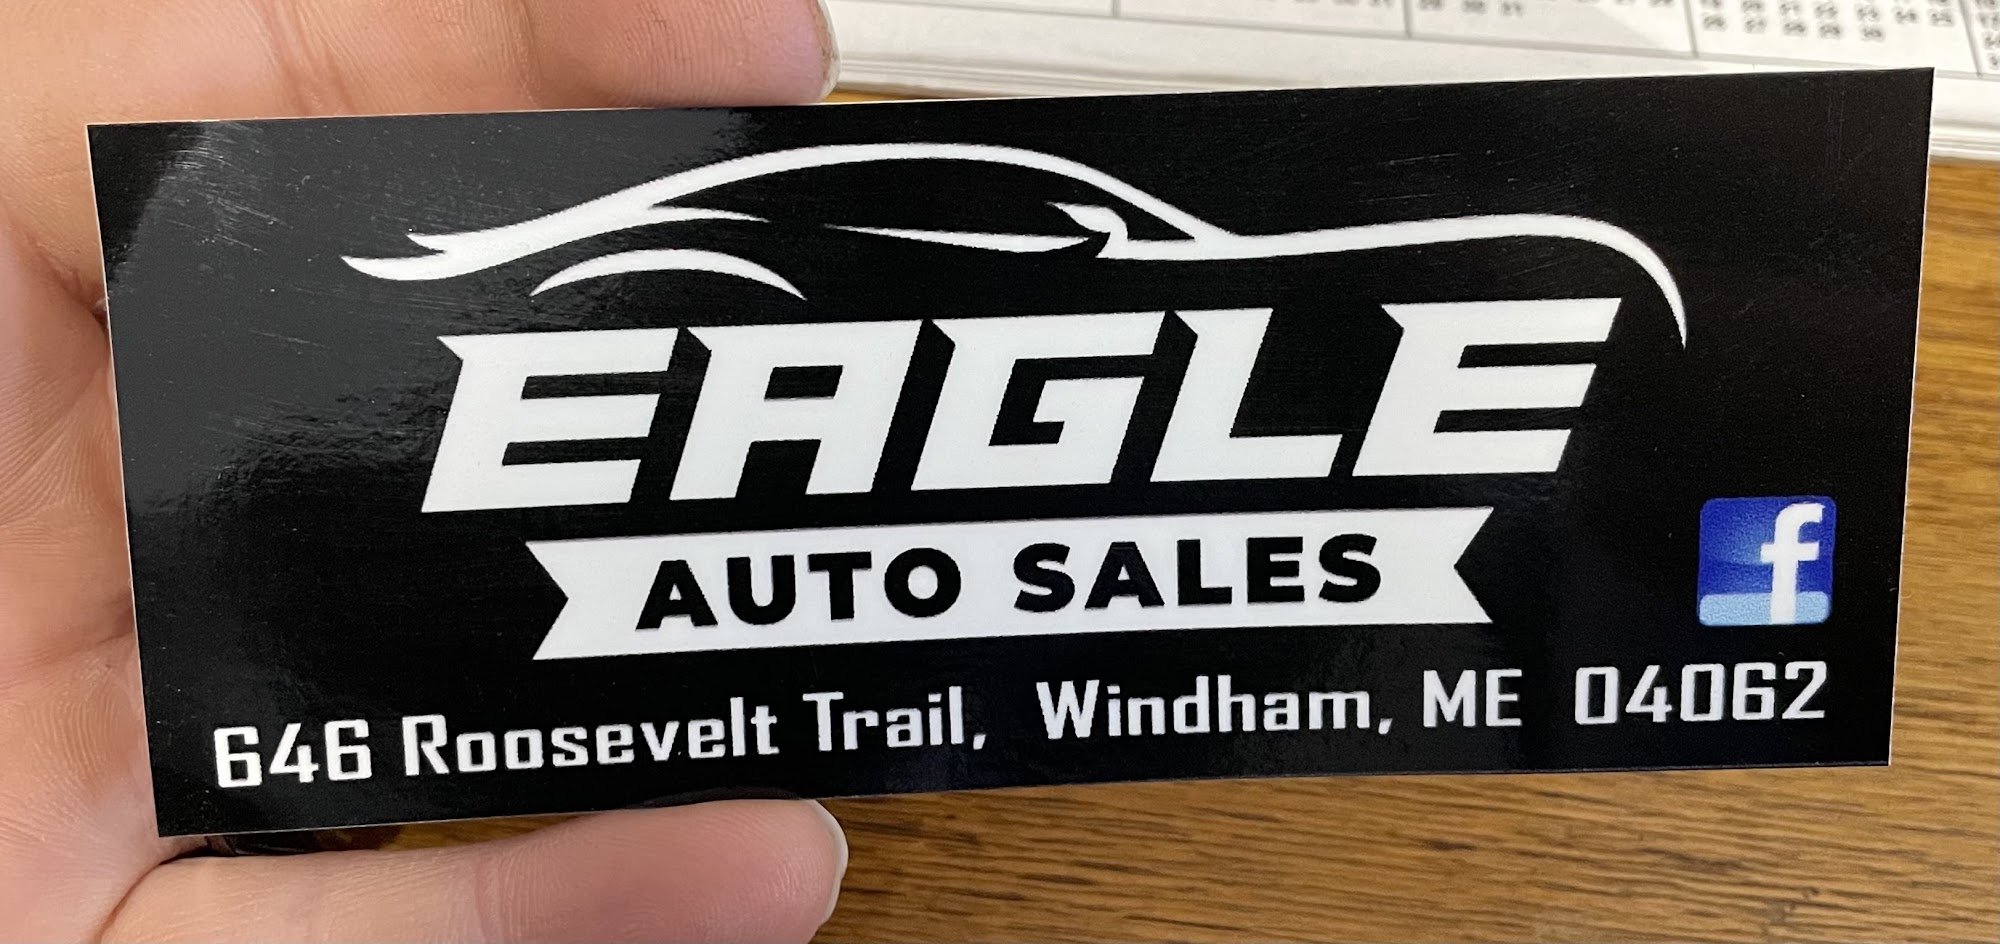 EAGLE
AUTO SALES
f
646 Roosevelt Trail, Windham, ME 04062